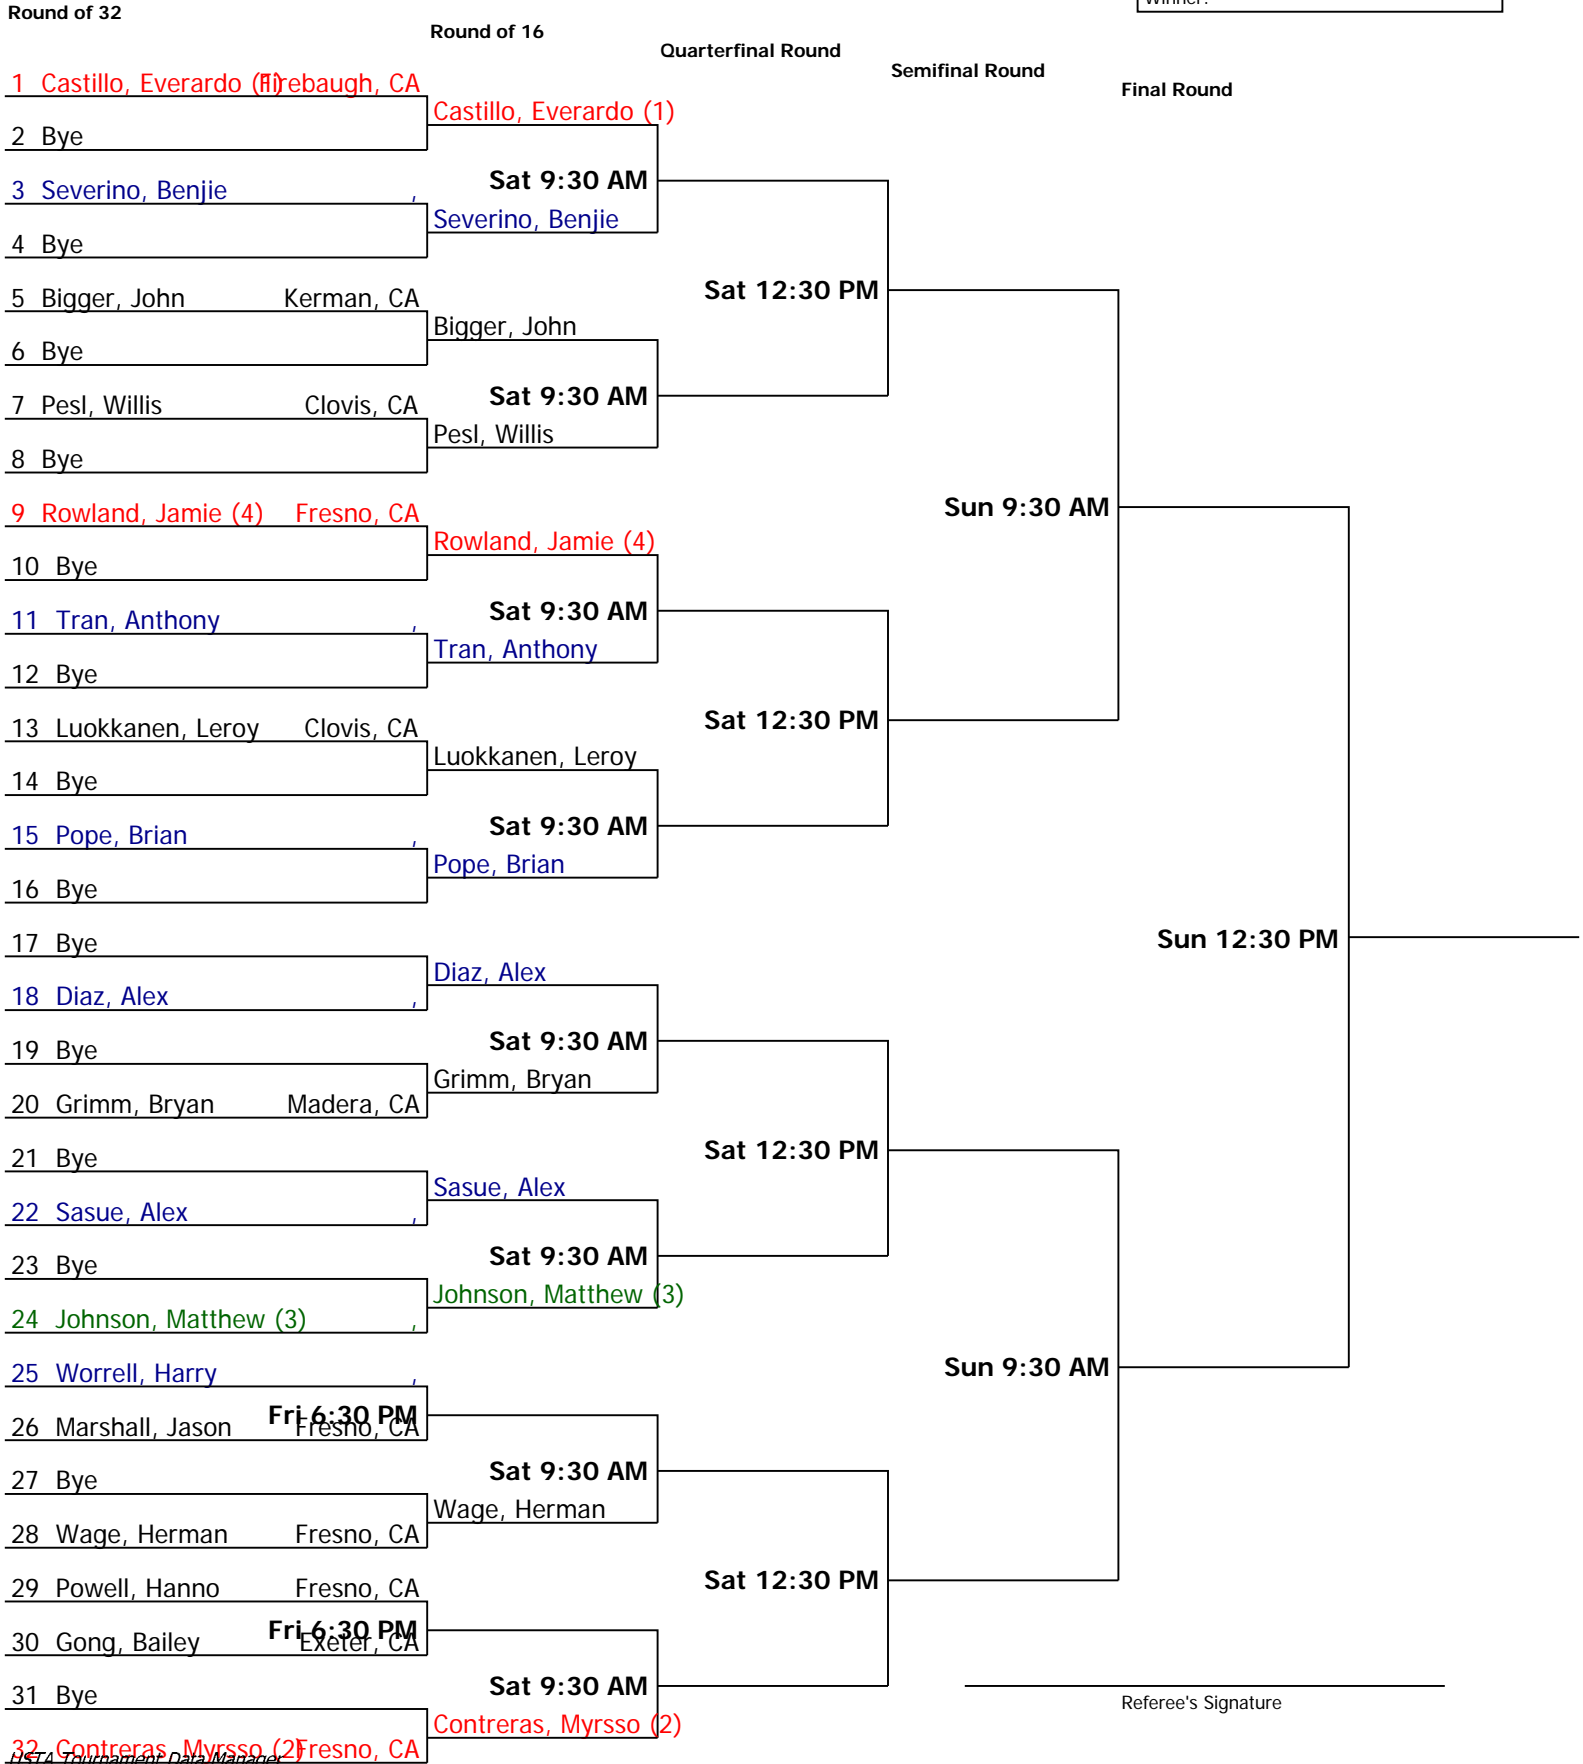 Winner:
Round of 32
Round of 16
Quarterfinal Round
Semifinal Round
Final Round
1 Castillo, Everardo (1) Firebaugh, CA
Castillo, Everardo (1)
2 Bye
Sat 9:30 AM
3 Severino, Benjie ,
Severino, Benjie
4 Bye
Sat 12:30 PM
5 Bigger, John Kerman, CA
Bigger, John
6 Bye
Sat 9:30 AM
7 Pesl, Willis Clovis, CA
Pesl, Willis
8 Bye
Sun 9:30 AM
9 Rowland, Jamie (4) Fresno, CA
Rowland, Jamie (4)
10 Bye
Sat 9:30 AM
11 Tran, Anthony ,
Tran, Anthony
12 Bye
Sat 12:30 PM
13 Luokkanen, Leroy Clovis, CA
Luokkanen, Leroy
14 Bye
Sat 9:30 AM
15 Pope, Brian ,
Pope, Brian
16 Bye
Sun 12:30 PM
17 Bye
Diaz, Alex
18 Diaz, Alex ,
Sat 9:30 AM
19 Bye
Grimm, Bryan
20 Grimm, Bryan Madera, CA
Sat 12:30 PM
21 Bye
Sasue, Alex
22 Sasue, Alex ,
Sat 9:30 AM
23 Bye
Johnson, Matthew (3)
24 Johnson, Matthew (3) ,
Sun 9:30 AM
25 Worrell, Harry ,
Fri 6:30 PM
26 Marshall, Jason Fresno, CA
Sat 9:30 AM
27 Bye
Wage, Herman
28 Wage, Herman Fresno, CA
Sat 12:30 PM
29 Powell, Hanno Fresno, CA
Fri 6:30 PM
30 Gong, Bailey Exeter, CA
Sat 9:30 AM
31 Bye
Referee's Signature
Contreras, Myrsso (2)
32 Contreras, Myrsso (2) Fresno, CA
USTA Tournament Data Manager